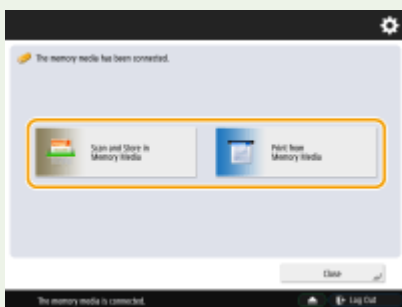 The memory media has been connected.
Scan and Store in
Memory Media
Print from
Memory Media
Close
The memory media is connected.
Log Out